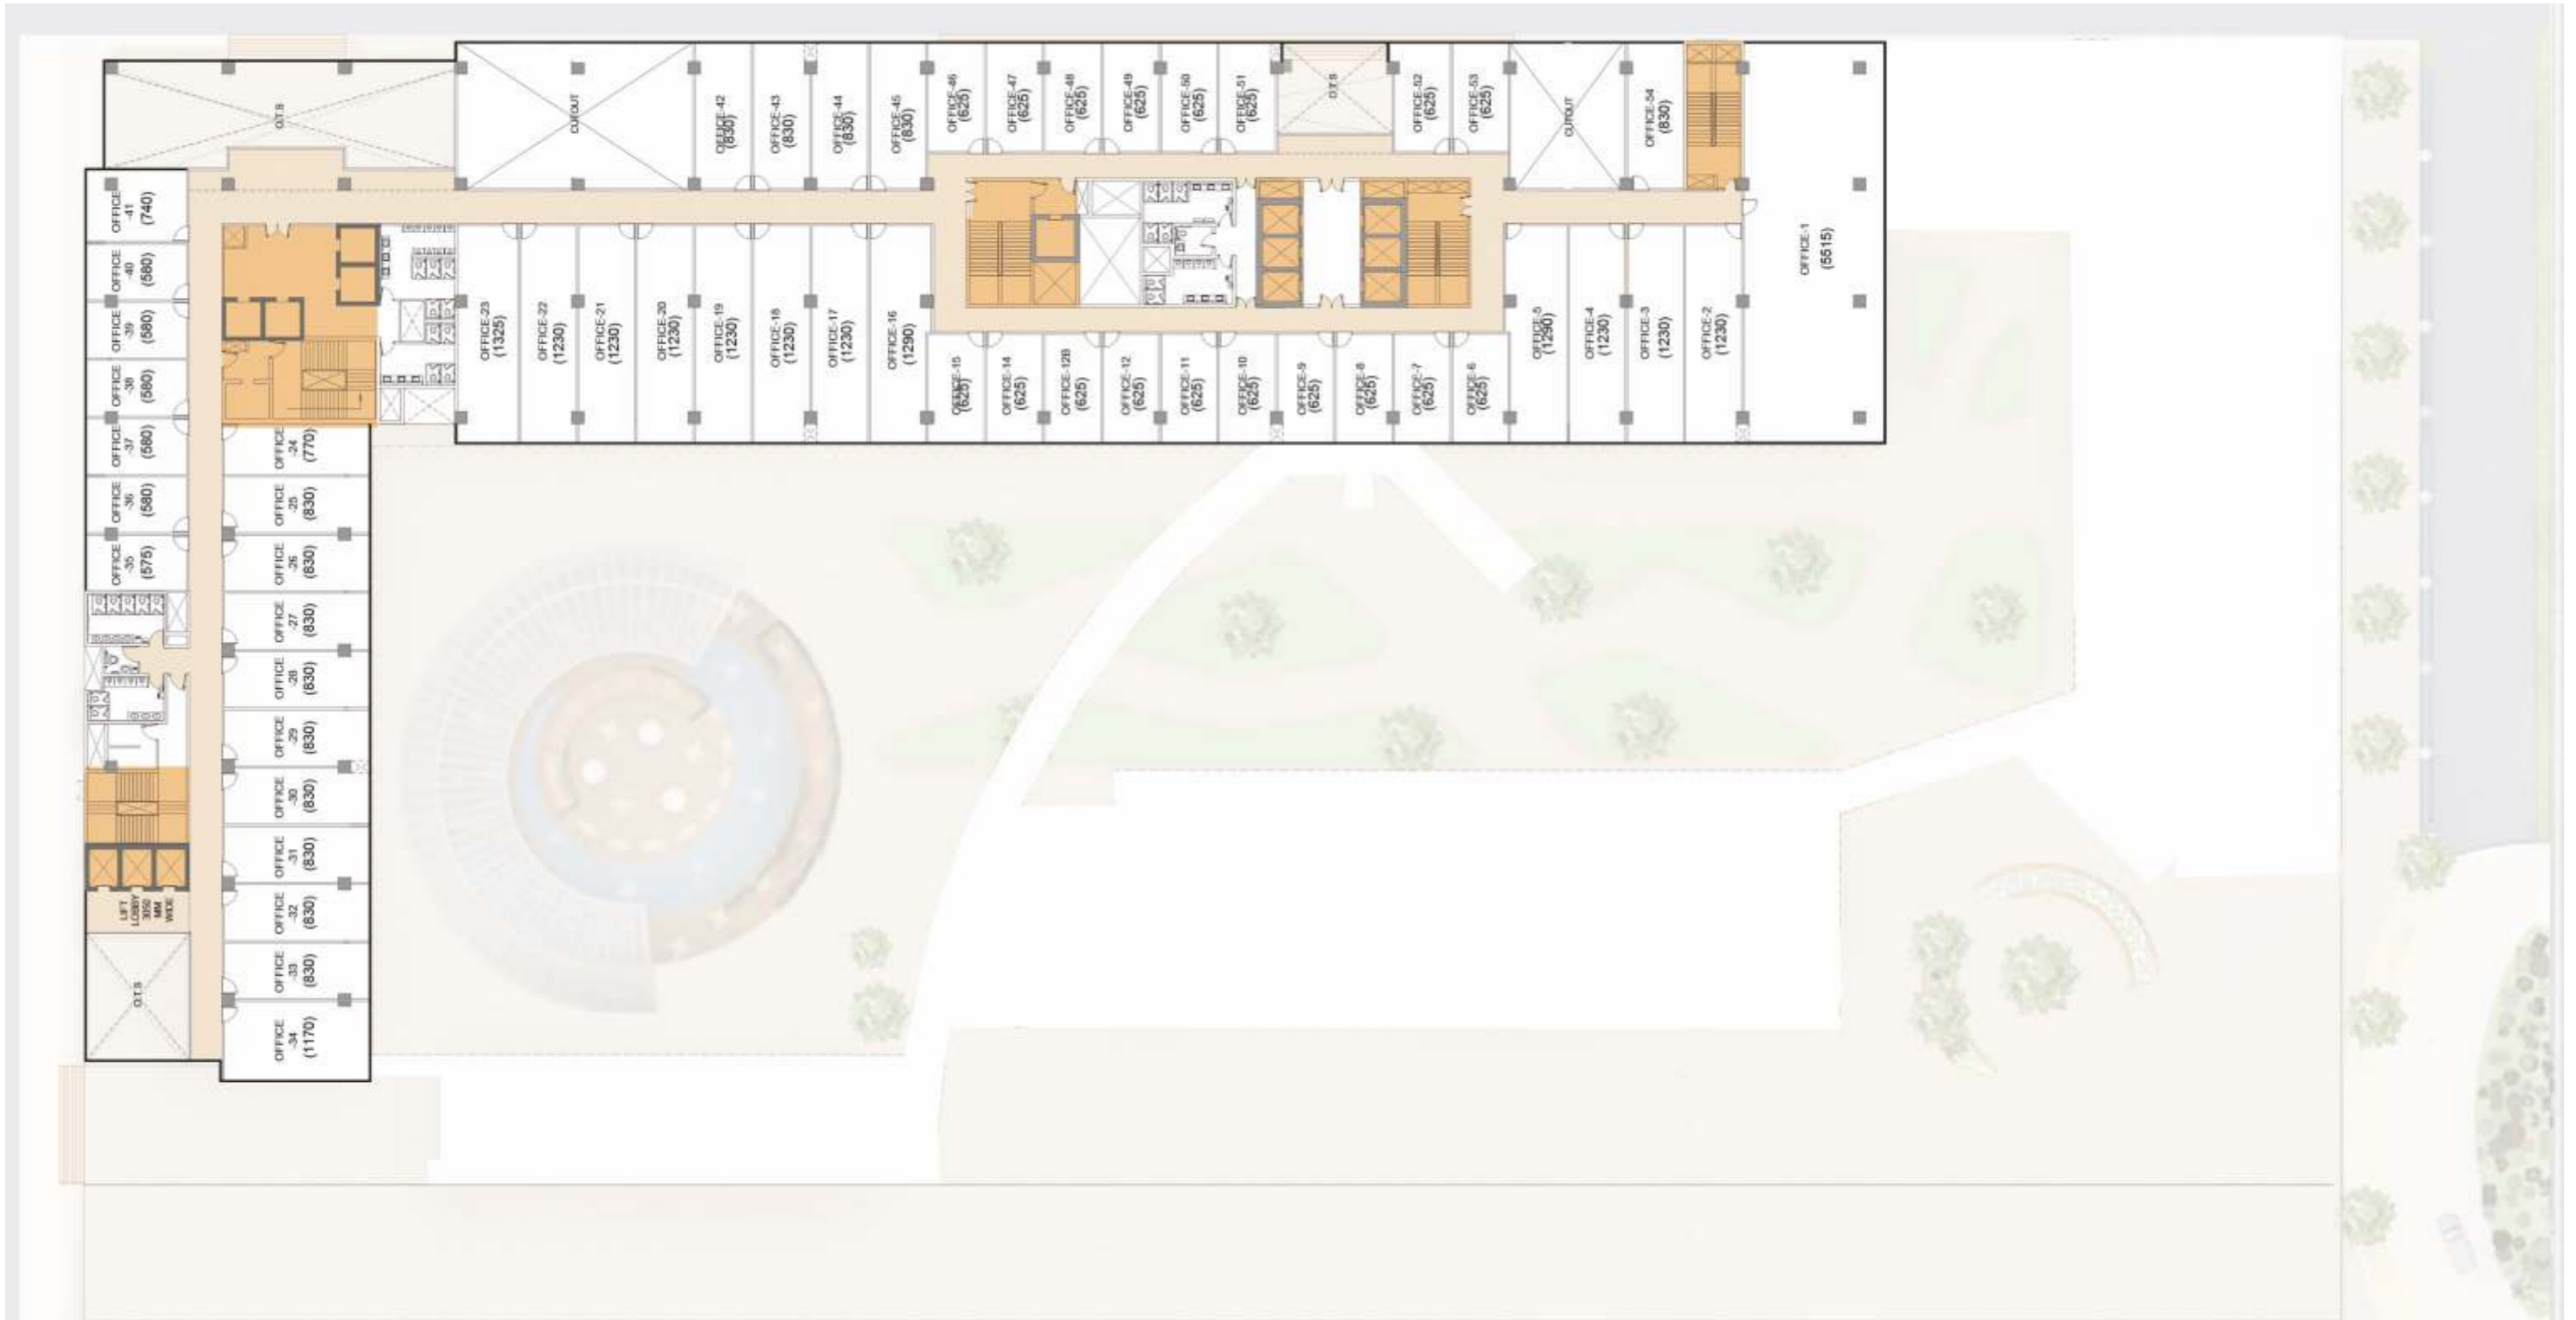 O.T.S
CUTOUT
OFFICE-42
(830)
OFFICE-43
(830)
OFFICE-44
(830)
OFFICE-45
(830)
OFFICE-46
(625)
OFFICE-47
(625)
OFFICE-48
(625)
OFFICE-49
(625)
OFFICE-50
(625)
OFFICE-51
(625)
O.T.S
OFFICE-52
(625)
OFFICE-53
(625)
CUTOUT
OFFICE-54
(830)
OFFICE-1
(5515)
OFFICE
-41
(740)
OFFICE
-40
(580)
OFFICE
-39
(580)
OFFICE
-38
(580)
OFFICE
-37
(580)
OFFICE
-36
(580)
OFFICE
-35
(575)
OFFICE-23
(1325)
OFFICE-22
(1230)
OFFICE-21
(1230)
OFFICE-20
(1230)
OFFICE-19
(1230)
OFFICE-18
(1230)
OFFICE-17
(1230)
OFFICE-16
(1290)
OFFICE-15
(625)
OFFICE-14
(625)
OFFICE-12B
(625)
OFFICE-12
(625)
OFFICE-11
(625)
OFFICE-10
(625)
OFFICE-9
(625)
OFFICE-8
(625)
OFFICE-7
(625)
OFFICE-6
(625)
OFFICE-5
(1290)
OFFICE-4
(1230)
OFFICE-3
(1230)
OFFICE-2
(1230)
OFFICE
-24
(770)
OFFICE
-25
(830)
OFFICE
-26
(830)
OFFICE
-27
(830)
OFFICE
-28
(830)
OFFICE
-29
(830)
OFFICE
-30
(830)
OFFICE
-31
(830)
OFFICE
-32
(830)
OFFICE
-33
(830)
OFFICE
-34
(1170)
LIFT
LOBBY
3050
MM
WIDE
O.T.S